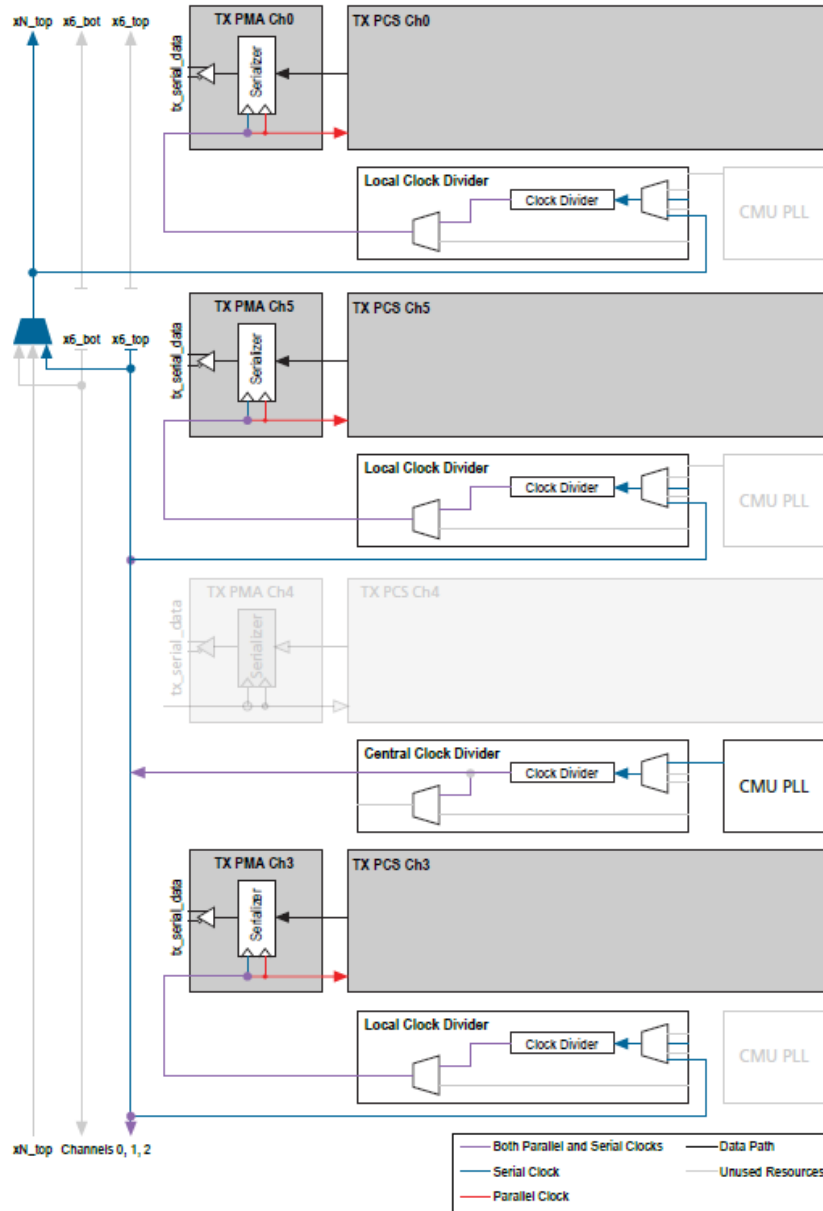 xN_top x6_bot x6_top
TX PMA Ch0
TX PCS Ch0
tx_serial_data
Serializer
Local Clock Divider
Clock Divider
CMU PLL
x6_bot x6_top
TX PMA Ch5
TX PCS Ch5
tx_serial_data
Serializer
Local Clock Divider
Clock Divider
CMU PLL
TX PMA Ch4
TX PCS Ch4
tx_serial_data
Serializer
Central Clock Divider
Clock Divider
CMU PLL
TX PMA Ch3
TX PCS Ch3
tx_serial_data
Serializer
Local Clock Divider
Clock Divider
CMU PLL
xN_top Channels 0, 1, 2
Both Parallel and Serial Clocks
Data Path
Serial Clock
Unused Resources
Parallel Clock